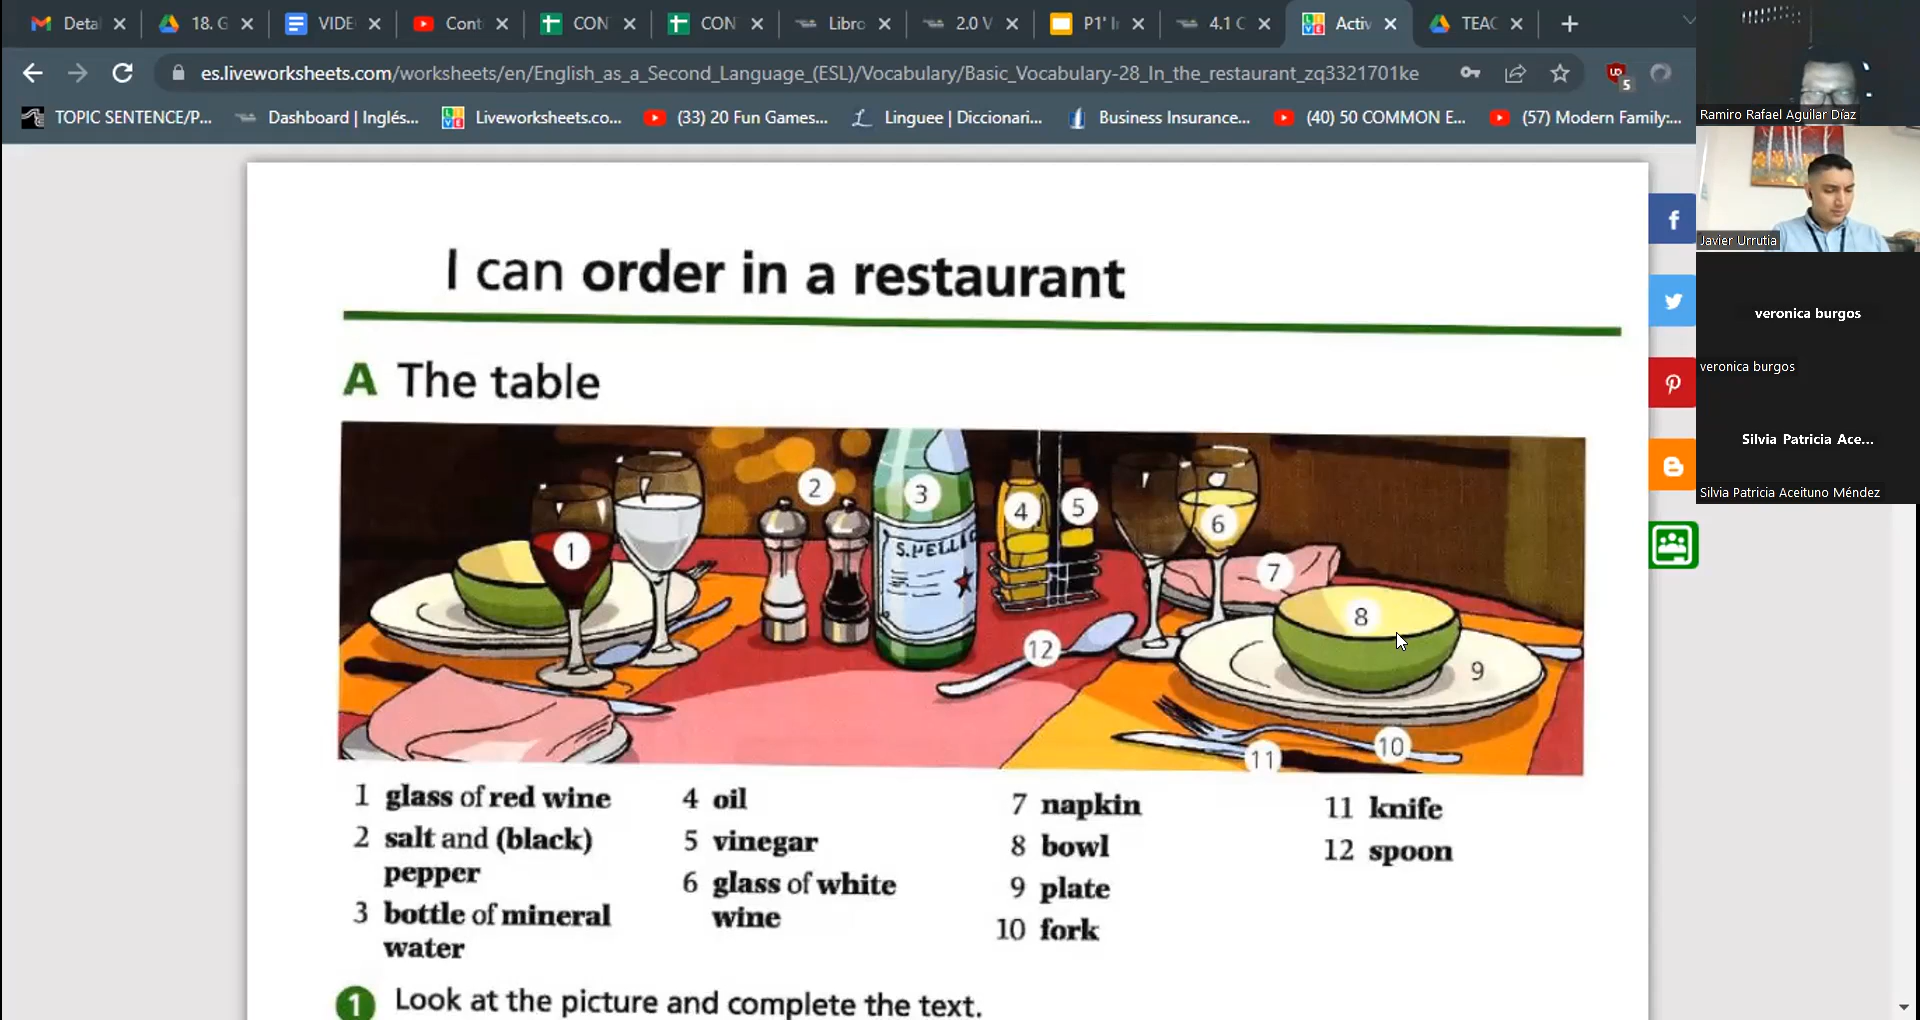 Detal
18. G
VIDE
Cont
CON
CON
Libro
2.0 V
P1' Ir
4.1 C
Activ
TEAC
es.liveworksheets.com/worksheets/en/English_as_a_Second_Language_(ESL)/Vocabulary/Basic_Vocabulary-28_In_the_restaurant_zq3321701ke
5
TOPIC SENTENCE/P...
Dashboard | Inglés...
Liveworksheets.co...
(33) 20 Fun Games...
Linguee | Diccionari...
Business Insurance...
(40) 50 COMMON E...
(57) Modern Family:...
Ramiro Rafael Aguilar Díaz
Javier Urrutia
veronica burgos
veronica burgos
Silvia Patricia Ace...
Silvia Patricia Aceituno Méndez
I can order in a restaurant
A The table
1
2
3
S.PELLEG
4
5
6
7
8
9
10
11
12
1 glass of red wine
2 salt and (black)
pepper
3 bottle of mineral
water
4 oil
5 vinegar
6 glass of white
wine
7 napkin
8 bowl
9 plate
10 fork
11 knife
12 spoon
1 Look at the picture and complete the text.